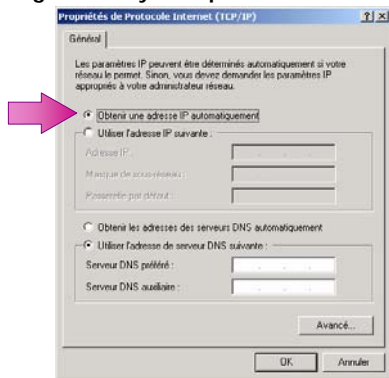 Propriétés de Protocole Internet (TCP/IP)
Général
Les paramètres IP peuvent être déterminés automatiquement si votre
réseau le permet. Sinon, vous devez demander les paramètres IP
appropriés à votre administrateur réseau.
Obtenir une adresse IP automatiquement
Utiliser l'adresse IP suivante :
Adresse IP :
Masque de sous-réseau :
Passerelle par défaut :
Obtenir les adresses des serveurs DNS automatiquement
Utiliser l'adresse de serveur DNS suivante :
Serveur DNS préféré :
Serveur DNS auxiliaire :
Avancé...
OK Annuler